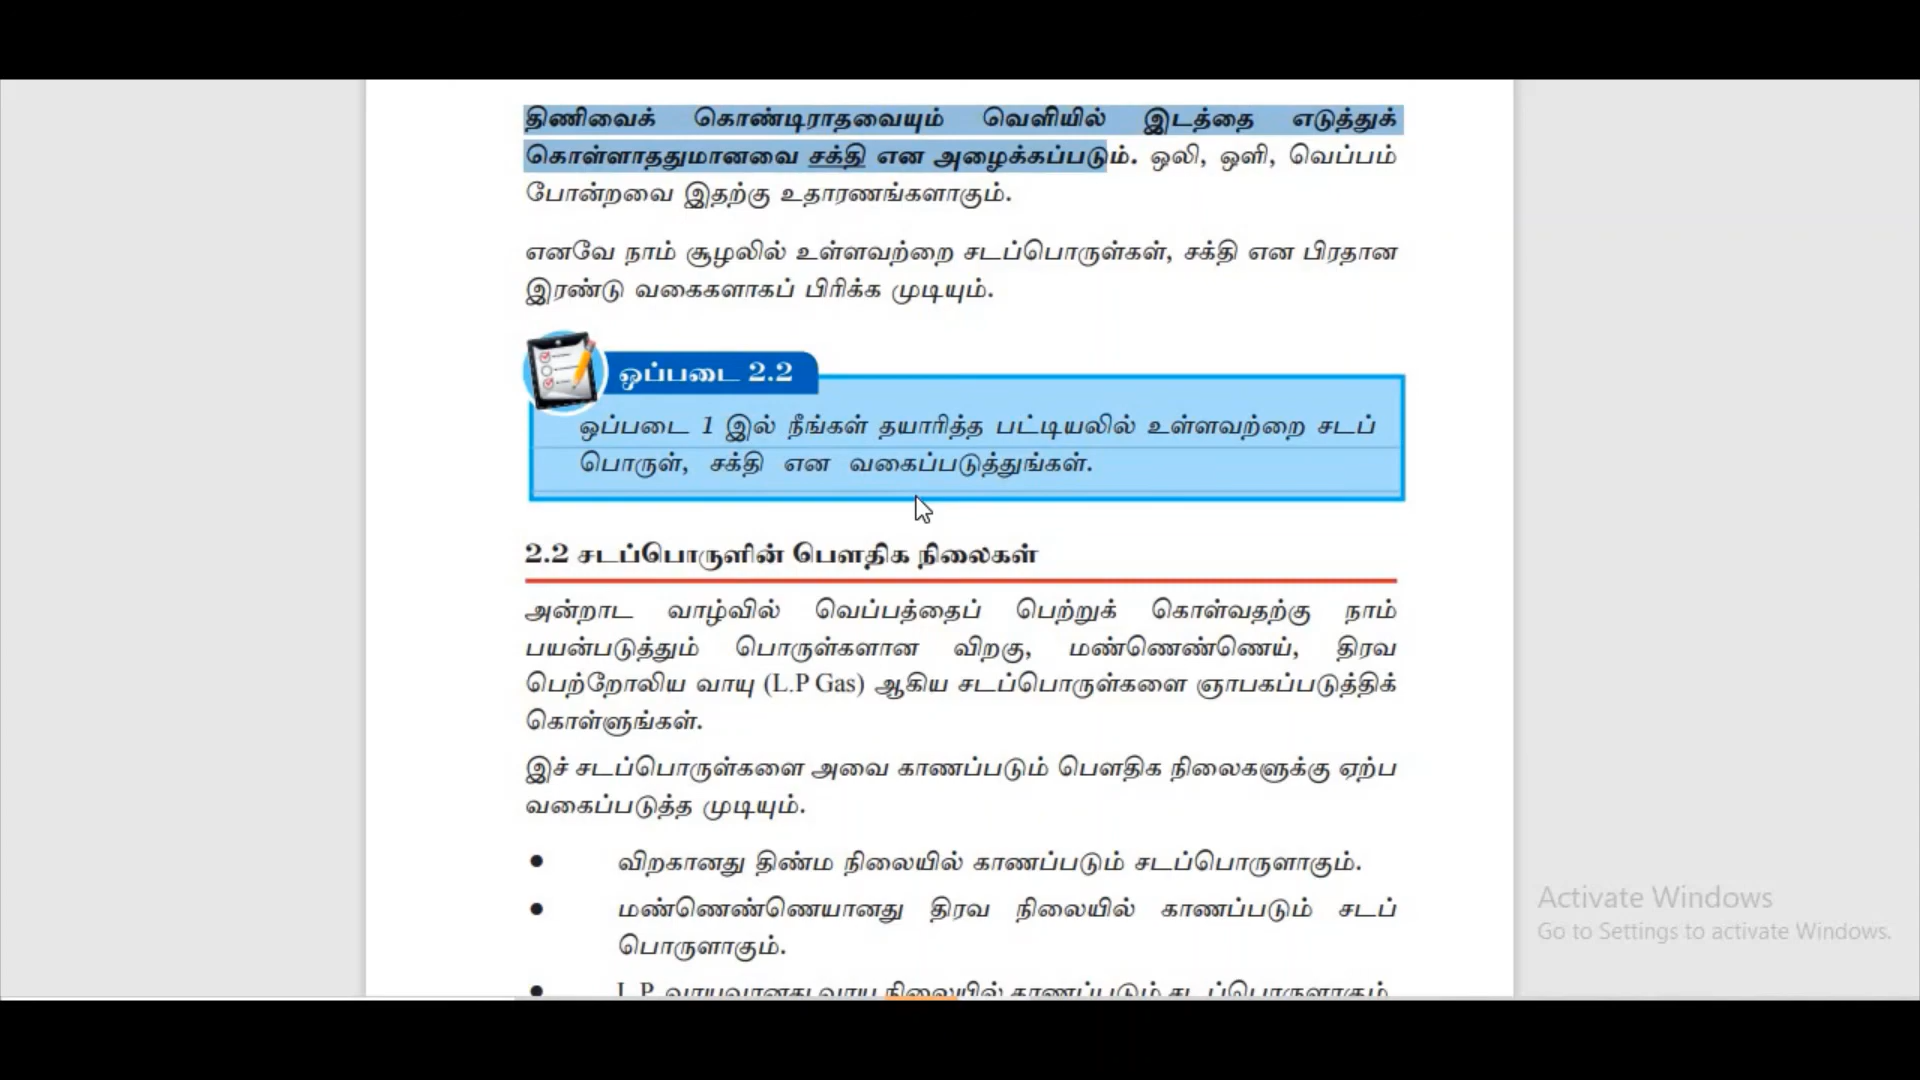 திணிவைக் கொண்டிராதவையும் வெளியில் இடத்தை எடுத்துக்
கொள்ளாததுமானவை சக்தி என அழைக்கப்படும். ஒலி, ஒளி, வெப்பம்
போன்றவை இதற்கு உதாரணங்களாகும்.
எனவே நாம் சூழலில் உள்ளவற்றை சடப்பொருள்கள், சக்தி என பிரதான
இரண்டு வகைகளாகப் பிரிக்க முடியும்.
ஒப்படை 2.2
ஒப்படை 1 இல் நீங்கள் தயாரித்த பட்டியலில் உள்ளவற்றை சடப்
பொருள், சக்தி என வகைப்படுத்துங்கள்.
2.2 சடப்பொருளின் பௌதிக நிலைகள்
அன்றாட வாழ்வில் வெப்பத்தைப் பெற்றுக் கொள்வதற்கு நாம்
பயன்படுத்தும் பொருள்களான விறகு, மண்ணெண்ணெய், திரவ
பெற்றோலிய வாயு (L.P Gas) ஆகிய சடப்பொருள்களை ஞாபகப்படுத்திக்
கொள்ளுங்கள்.
இச் சடப்பொருள்களை அவை காணப்படும் பௌதிக நிலைகளுக்கு ஏற்ப
வகைப்படுத்த முடியும்.
● விறகானது திண்ம நிலையில் காணப்படும் சடப்பொருளாகும்.
● மண்ணெண்ணெயானது திரவ நிலையில் காணப்படும் சடப்
பொருளாகும்.
● L.P வாயுவானது வாயு நிலையில் காணப்படும் சடப்பொருளாகும்.
Activate Windows
Go to Settings to activate Windows.